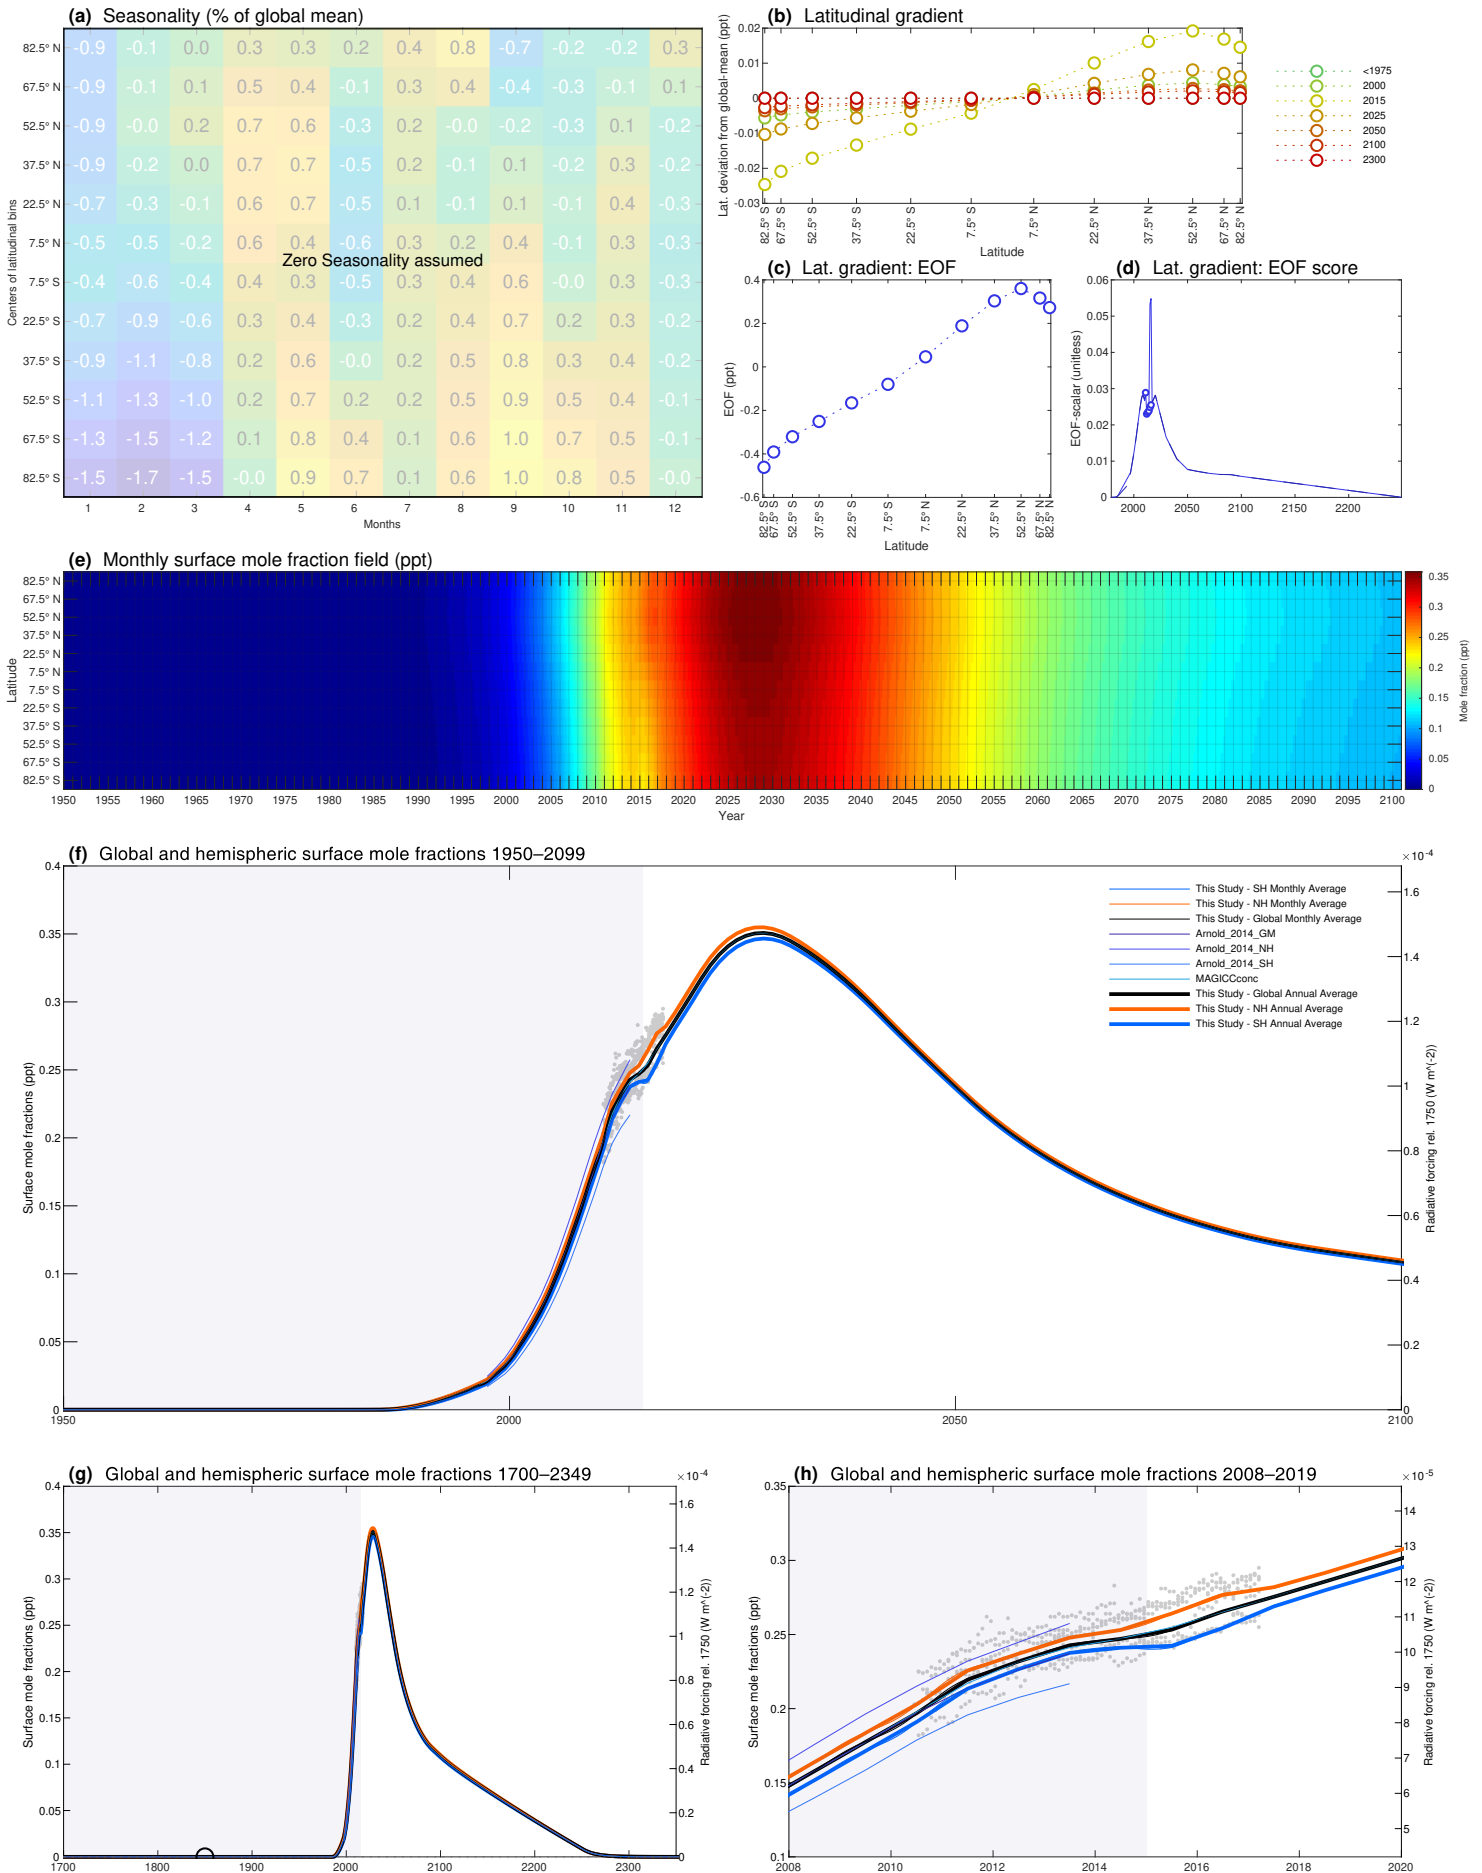 (a) Seasonality (% of global mean)
82.5° N -0.9 -0.1 0.0 0.3 0.3 0.2 0.4 0.8 -0.7 -0.2 -0.2 0.3
67.5° N -0.9 -0.1 0.1 0.5 0.4 -0.1 0.3 0.4 -0.4 -0.3 -0.1 0.1
52.5° N -0.9 -0.0 0.2 0.7 0.6 -0.3 0.2 -0.0 -0.2 -0.3 0.1 -0.2
37.5° N -0.9 -0.2 0.0 0.7 0.7 -0.5 0.2 -0.1 0.1 -0.2 0.3 -0.2
22.5° N -0.7 -0.3 -0.1 0.6 0.7 -0.5 0.1 -0.1 0.1 -0.1 0.4 -0.3
7.5° N -0.5 -0.5 -0.2 0.6 0.4 -0.6 0.3 0.2 0.4 -0.1 0.3 -0.3
Zero Seasonality assumed
7.5° S -0.4 -0.6 -0.4 0.4 0.3 -0.5 0.3 0.4 0.6 -0.0 0.3 -0.2
22.5° S -0.7 -0.9 -0.6 0.3 0.4 -0.3 0.2 0.4 0.7 0.2 0.3 -0.2
37.5° S -0.9 -1.1 -0.8 0.2 0.6 -0.0 0.2 0.5 0.8 0.3 0.4 -0.2
52.5° S -1.1 -1.3 -1.0 0.2 0.7 0.2 0.2 0.5 0.9 0.5 0.4 -0.1
67.5° S -1.3 -1.5 -1.2 0.1 0.8 0.4 0.1 0.6 1.0 0.7 0.5 -0.1
82.5° S -1.5 -1.7 -1.5 -0.0 0.9 0.7 0.1 0.6 1.0 0.8 0.5 -0.0
1 2 3 4 5 6 7 8 9 10 11 12
Months
Centers of latitudinal bins
(b) Latitudinal gradient
0.02
0.01
0
-0.01
-0.02
-0.03
Lat. deviation from global-mean (ppt)
82.5° S 67.5° S 52.5° S 37.5° S 22.5° S 7.5° S 7.5° N 22.5° N 37.5° N 52.5° N 67.5° N 82.5° N
Latitude
<1975
2000
2015
2025
2050
2100
2300
(c) Lat. gradient: EOF
0.4
0.2
0
-0.2
-0.4
-0.6
EOF (ppt)
82.5° S 67.5° S 52.5° S 37.5° S 22.5° S 7.5° S 7.5° N 22.5° N 37.5° N 52.5° N 67.5° N 82.5° N
Latitude
(d) Lat. gradient: EOF score
0.06
0.05
0.04
0.03
0.02
0.01
0
EOF-scalar (unitless)
2000 2050 2100 2150 2200
(e) Monthly surface mole fraction field (ppt)
82.5° N
67.5° N
52.5° N
37.5° N
22.5° N
7.5° N
7.5° S
22.5° S
37.5° S
52.5° S
67.5° S
82.5° S
Latitude
1950 1955 1960 1965 1970 1975 1980 1985 1990 1995 2000 2005 2010 2015 2020 2025 2030 2035 2040 2045 2050 2055 2060 2065 2070 2075 2080 2085 2090 2095 2100
Year
0.35
0.3
0.25
0.2
0.15
0.1
0.05
0
Mole fraction (ppt)
(f) Global and hemispheric surface mole fractions 1950–2099
0.4
0.35
0.3
0.25
0.2
0.15
0.1
0.05
0
Surface mole fractions (ppt)
1950 2000 2050 2100
This Study - SH Monthly Average
This Study - NH Monthly Average
This Study - Global Monthly Average
Arnold_2014_GM
Arnold_2014_NH
Arnold_2014_SH
MAGICCconc
This Study - Global Annual Average
This Study - NH Annual Average
This Study - SH Annual Average
×10-4
1.6
1.4
1.2
1
0.8
0.6
0.4
0.2
0
Radiative forcing rel. 1750 (W m^(-2))
(g) Global and hemispheric surface mole fractions 1700–2349
0.4
0.35
0.3
0.25
0.2
0.15
0.1
0.05
0
Surface mole fractions (ppt)
1700 1800 1900 2000 2100 2200 2300
×10-4
1.6
1.4
1.2
1
0.8
0.6
0.4
0.2
0
Radiative forcing rel. 1750 (W m^(-2))
(h) Global and hemispheric surface mole fractions 2008–2019
0.35
0.3
0.25
0.2
0.15
0.1
Surface mole fractions (ppt)
2008 2010 2012 2014 2016 2018 2020
×10-5
14
13
12
11
10
9
8
7
6
5
Radiative forcing rel. 1750 (W m^(-2))